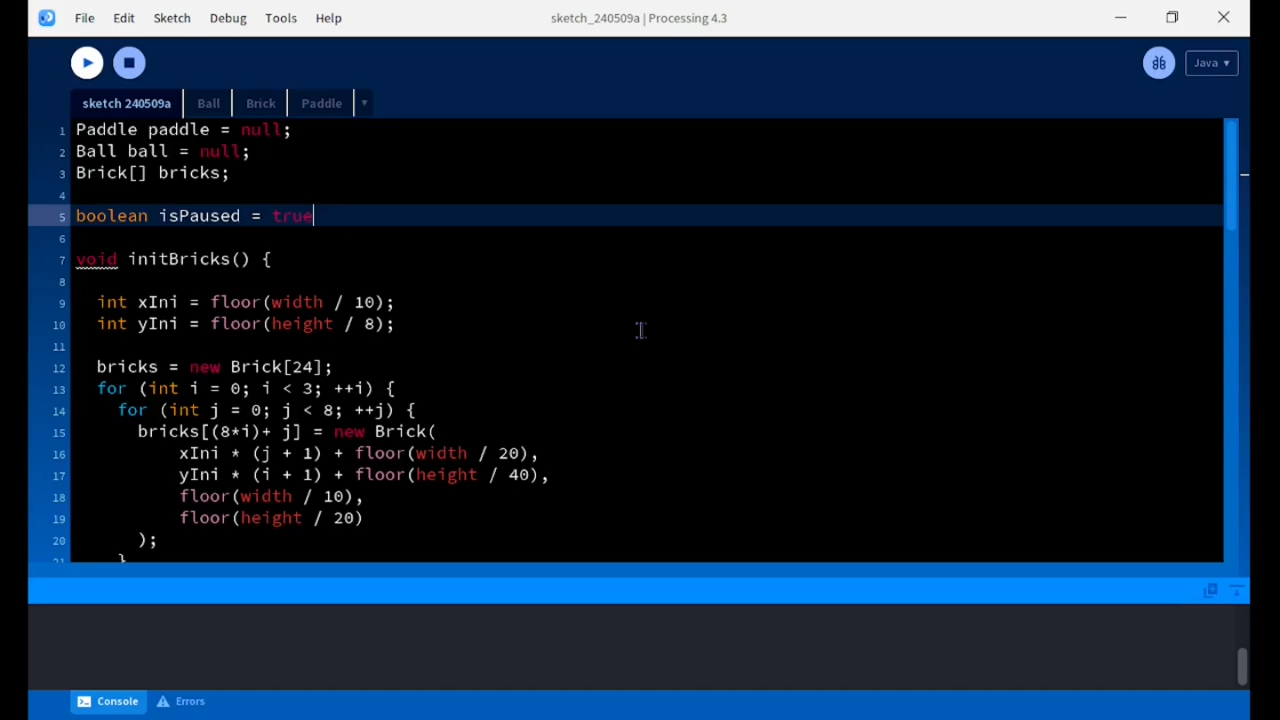 File Edit Sketch Debug Tools Help sketch_240509a | Processing 4.3
Java ▾
sketch 240509a Ball Brick Paddle ▾
1 Paddle paddle = null;
2 Ball ball = null;
3 Brick[] bricks;
4
5 boolean isPaused = true
6
7 void initBricks() {
8
9 int xIni = floor(width / 10);
10 int yIni = floor(height / 8);
11
12 bricks = new Brick[24];
13 for (int i = 0; i < 3; ++i) {
14 for (int j = 0; j < 8; ++j) {
15 bricks[(8*i)+ j] = new Brick(
16 xIni * (j + 1) + floor(width / 20),
17 yIni * (i + 1) + floor(height / 40),
18 floor(width / 10),
19 floor(height / 20)
20 );
21 }
Console Errors